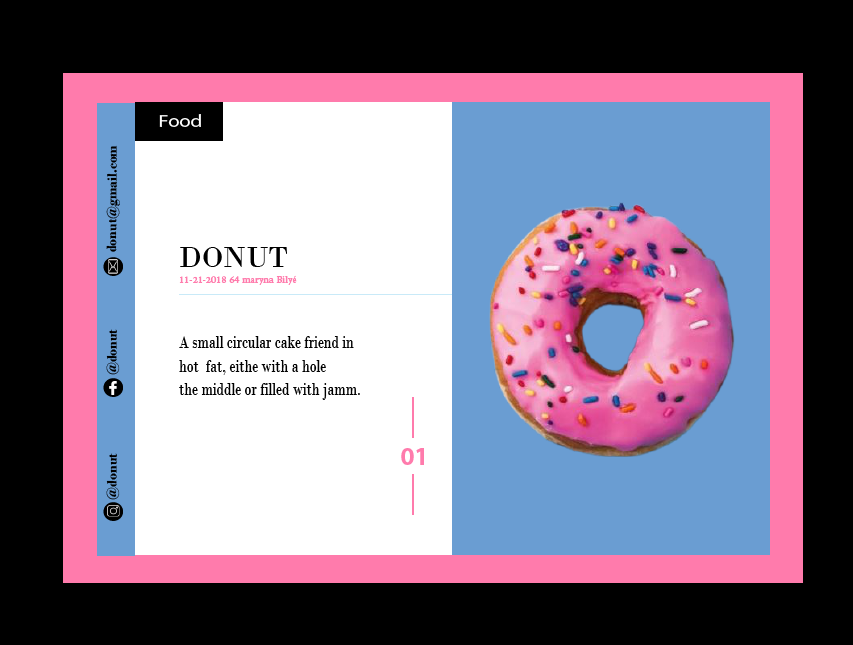 Food
donut@gmail.com
@donut
@donut
DONUT
11-21-2018 64 maryna Bilyé
A small circular cake friend in
hot fat, eithe with a hole
the middle or filled with jamm.
01